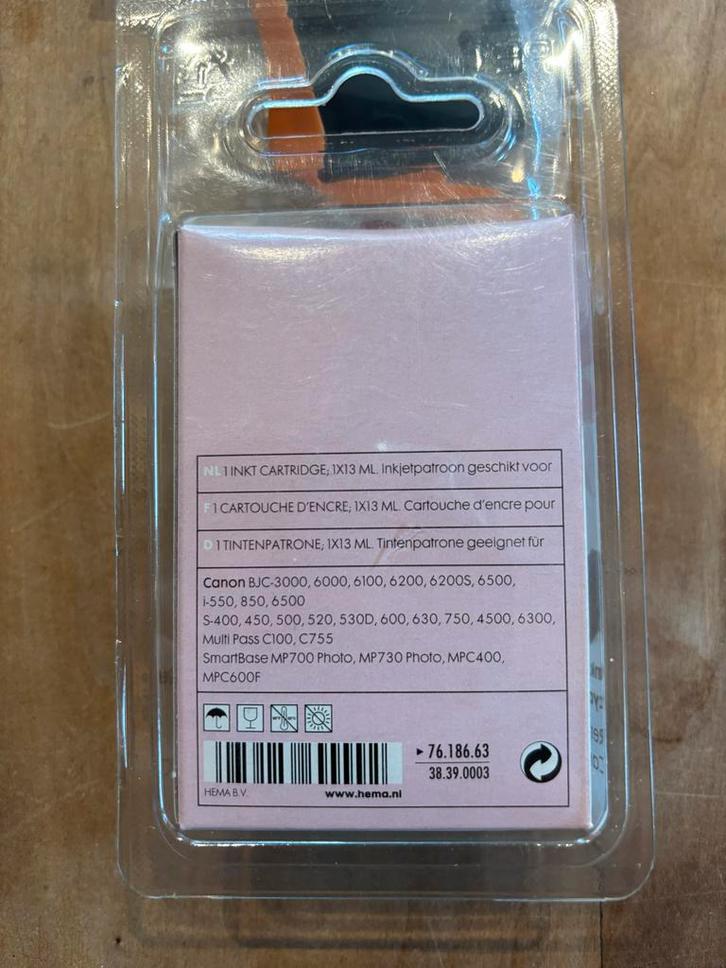 NL 1 INKT CARTRIDGE; 1X13 ML. Inkjetpatroon geschikt voor
F 1 CARTOUCHE D'ENCRE; 1X13 ML. Cartouche d'encre pour
D 1 TINTENPATRONE; 1X13 ML. Tintenpatrone geeignet für
Canon BJC-3000, 6000, 6100, 6200, 6200S, 6500,
i-550, 850, 6500
S-400, 450, 500, 520, 530D, 600, 630, 750, 4500, 6300,
Multi Pass C100, C755
SmartBase MP700 Photo, MP730 Photo, MPC400,
MPC600F
▸ 76.186.63
38.39.0003
HEMA B.V. www.hema.nl